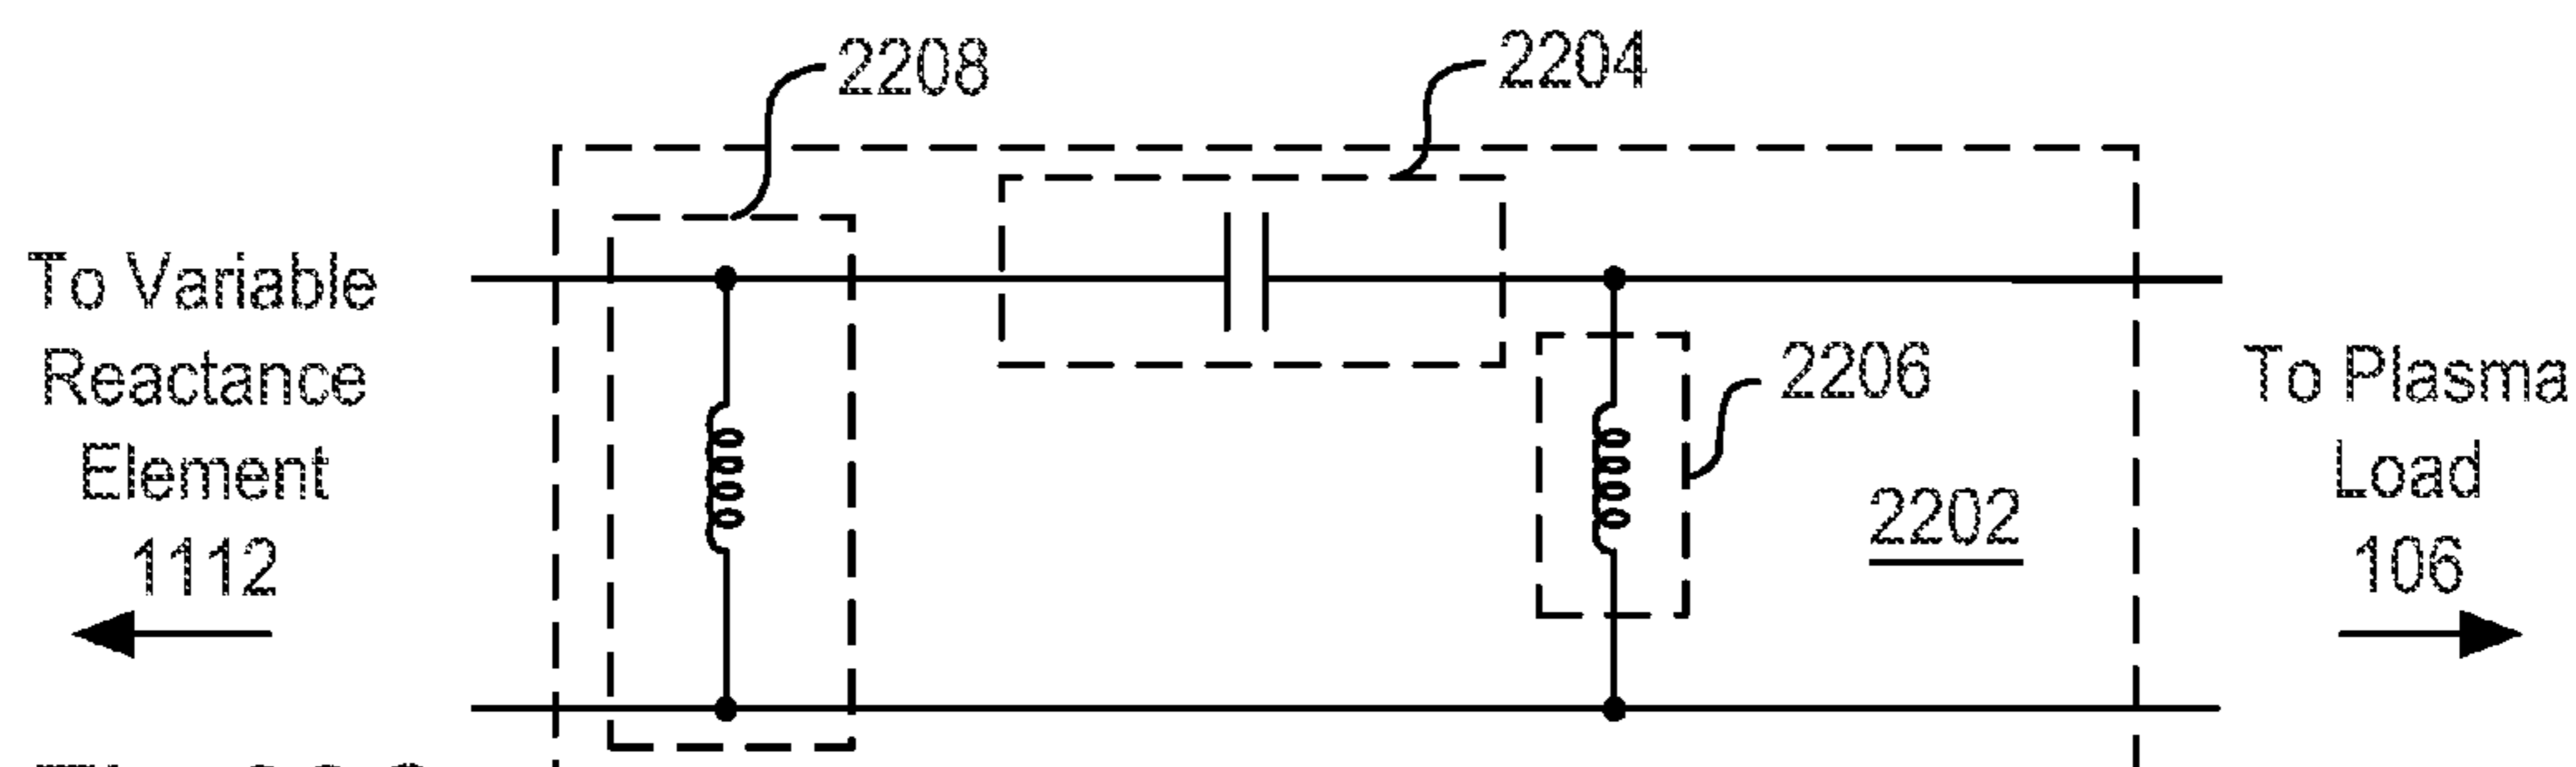 2208
2204
To Variable
Reactance
Element
1112
2206
2202
To Plasma
Load
106